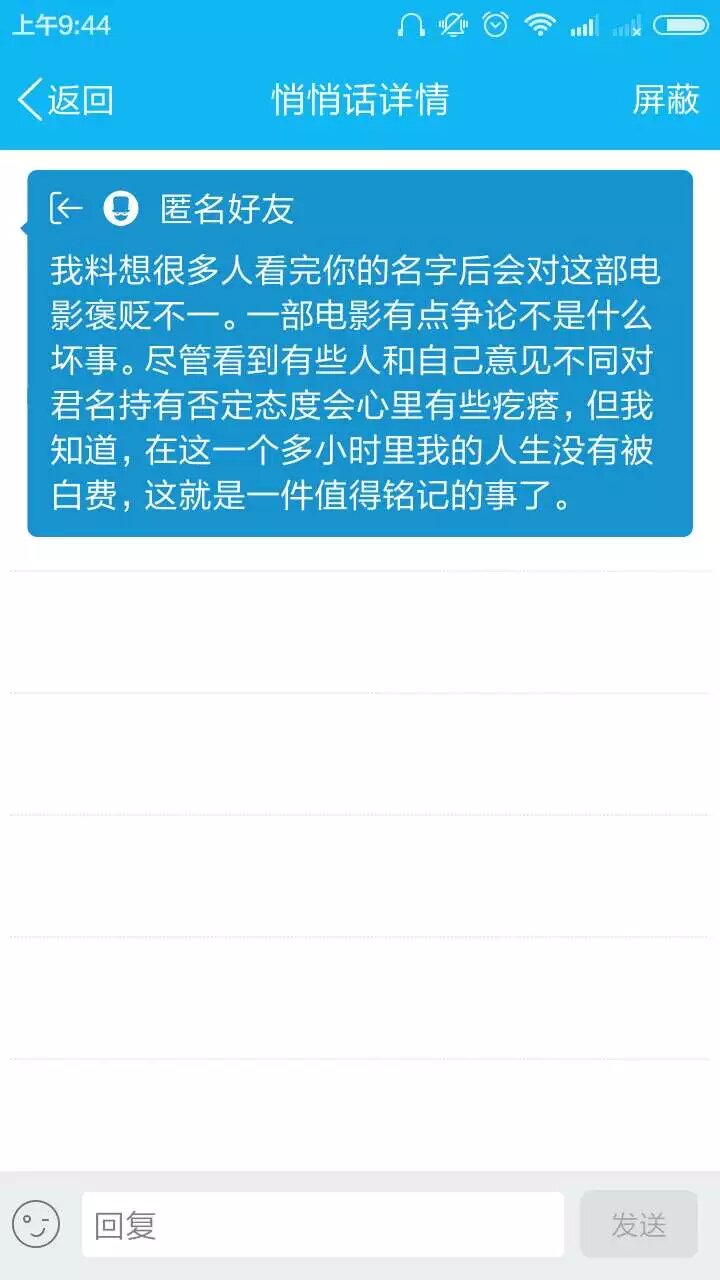 上午9:44
返回
悄悄话详情
屏蔽
匿名好友
我料想很多人看完你的名字后会对这部电
影褒贬不一。一部电影有点争论不是什么
坏事。尽管看到有些人和自己意见不同对
君名持有否定态度会心里有些疙瘩，但我
知道，在这一个多小时里我的人生没有被
白费，这就是一件值得铭记的事了。
回复
发送